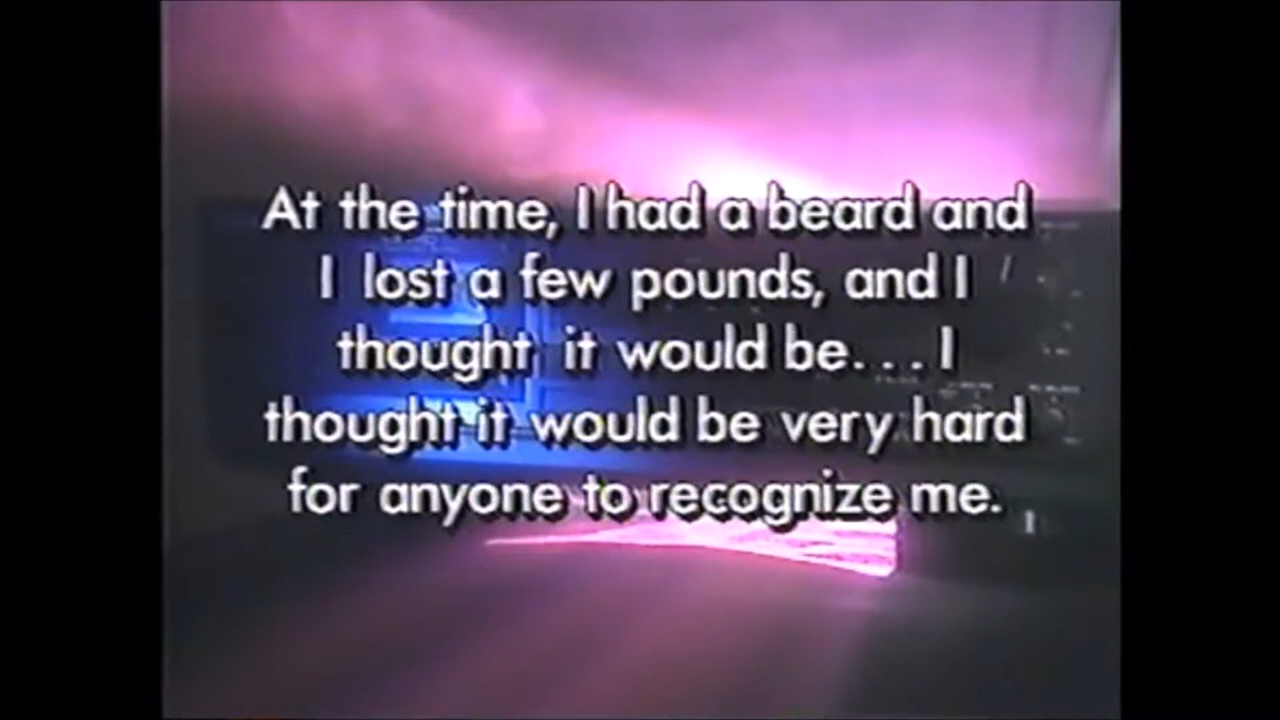 At the time, I had a beard and
I lost a few pounds, and I
thought it would be. . . I
thought it would be very hard
for anyone to recognize me.